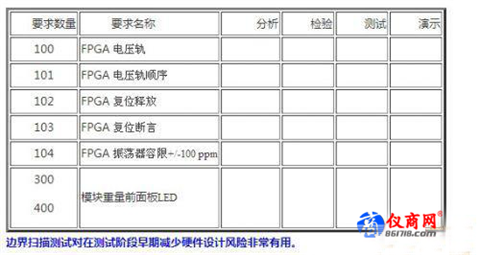 要求数量 要求名称 分析 检验 测试 演示
100 FPGA 电压轨
101 FPGA 电压轨顺序
102 FPGA 复位释放
103 FPGA 复位断言
104 FPGA 振荡器容限+/-100 ppm
300
模块重量前面板LED
400
仪商网
861718.com
边界扫描测试对在测试阶段早期减少硬件设计风险非常有用。